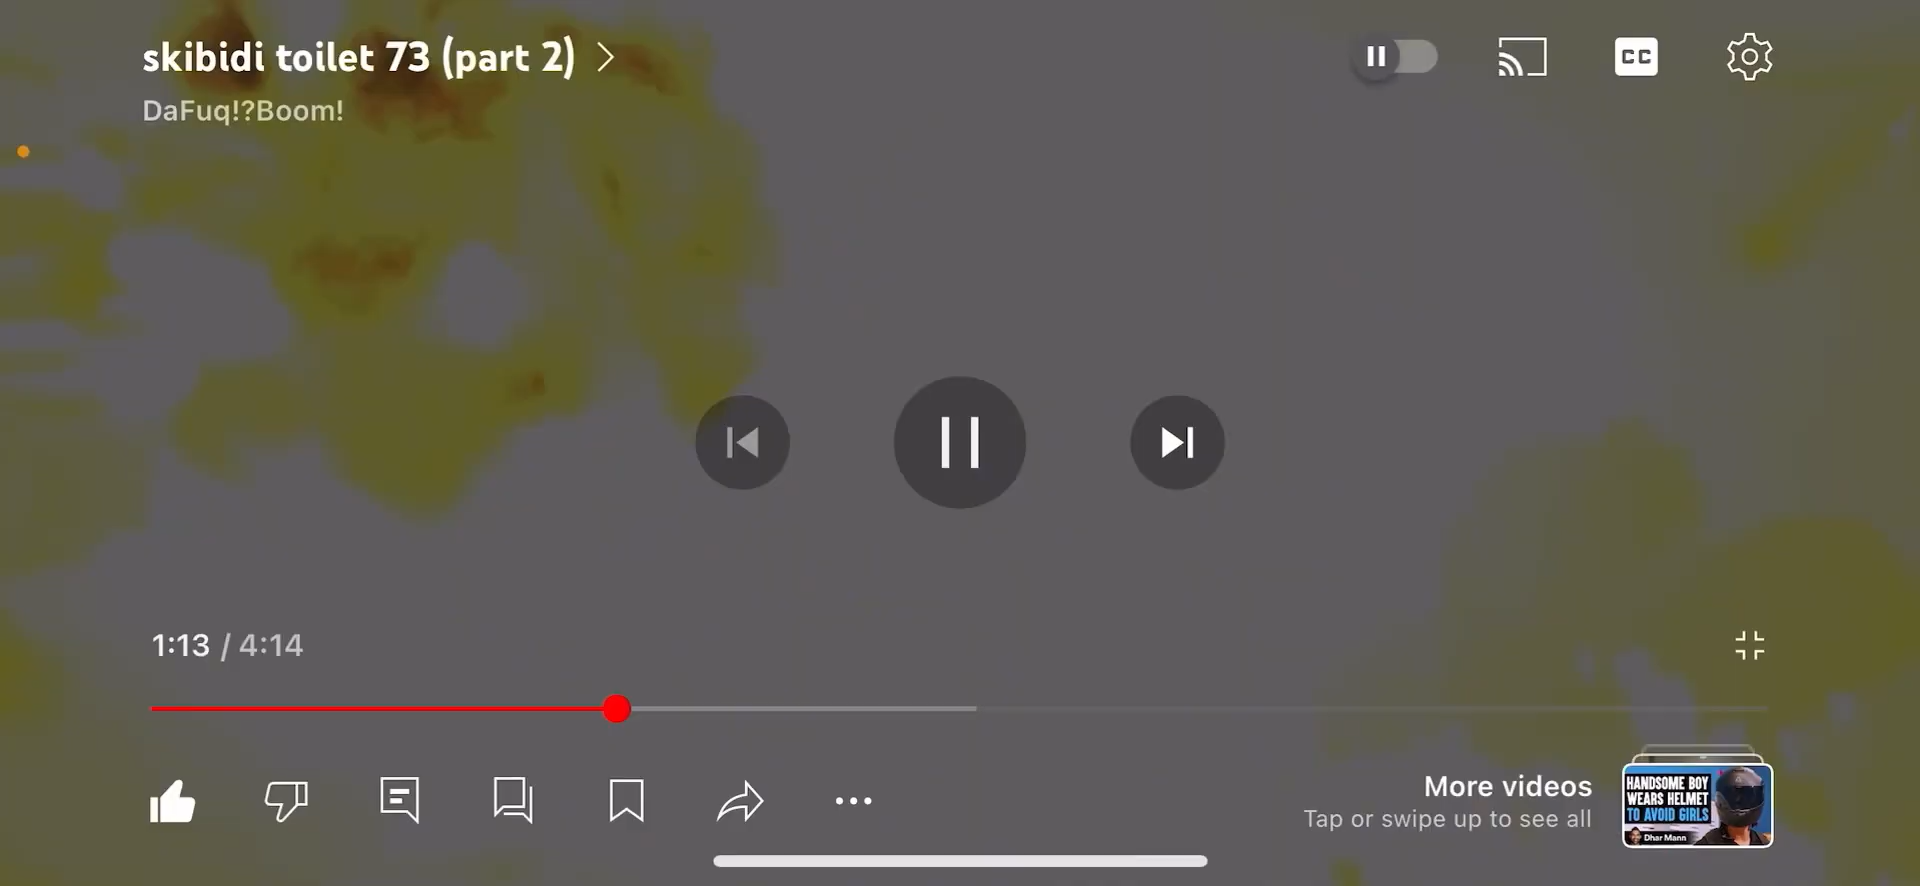 skibidi toilet 73 (part 2)
DaFuq!?Boom!
CC
1:13 / 4:14
More videos
Tap or swipe up to see all
HANDSOME BOY
WEARS HELMET
TO AVOID GIRLS
Dhar Mann